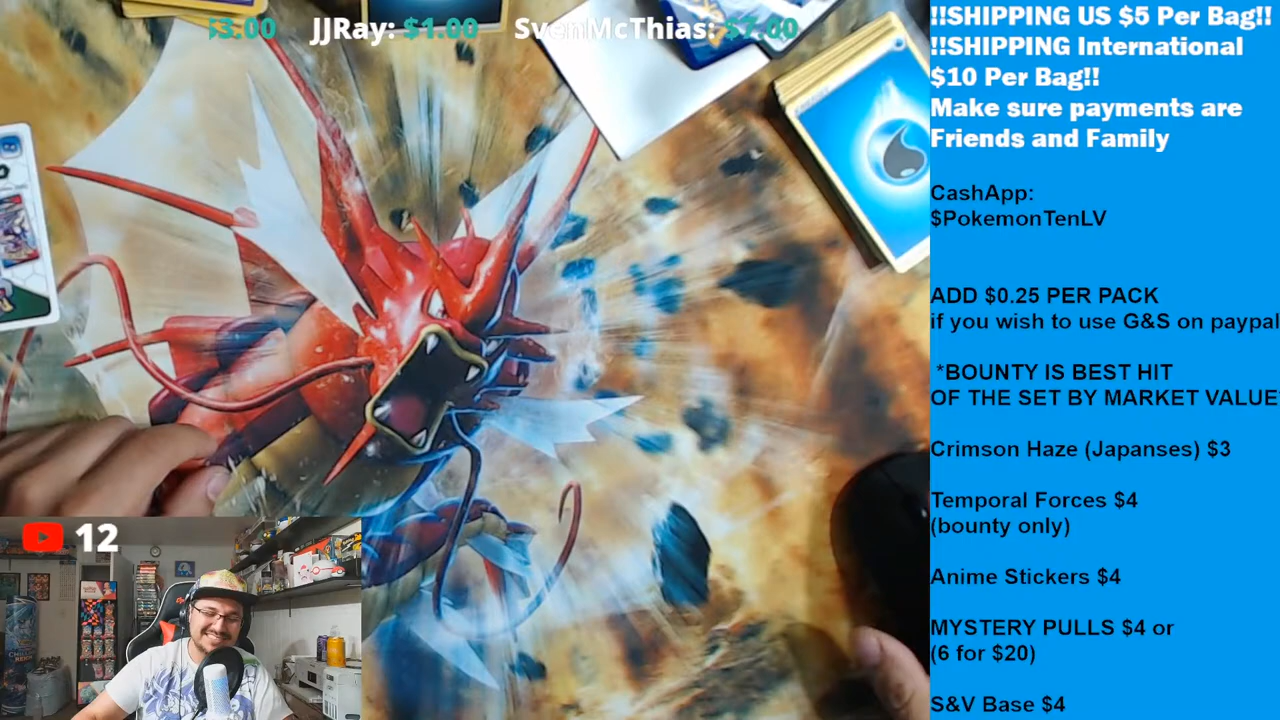 $3.00 JJRay: $1.00 SvenMcThias: $7.00
!!SHIPPING US $5 Per Bag!!
!!SHIPPING International
$10 Per Bag!!
Make sure payments are
Friends and Family
CashApp:
$PokemonTenLV
ADD $0.25 PER PACK
if you wish to use G&S on paypal
*BOUNTY IS BEST HIT
OF THE SET BY MARKET VALUE
Crimson Haze (Japanses) $3
Temporal Forces $4
(bounty only)
Anime Stickers $4
MYSTERY PULLS $4 or
(6 for $20)
S&V Base $4
12